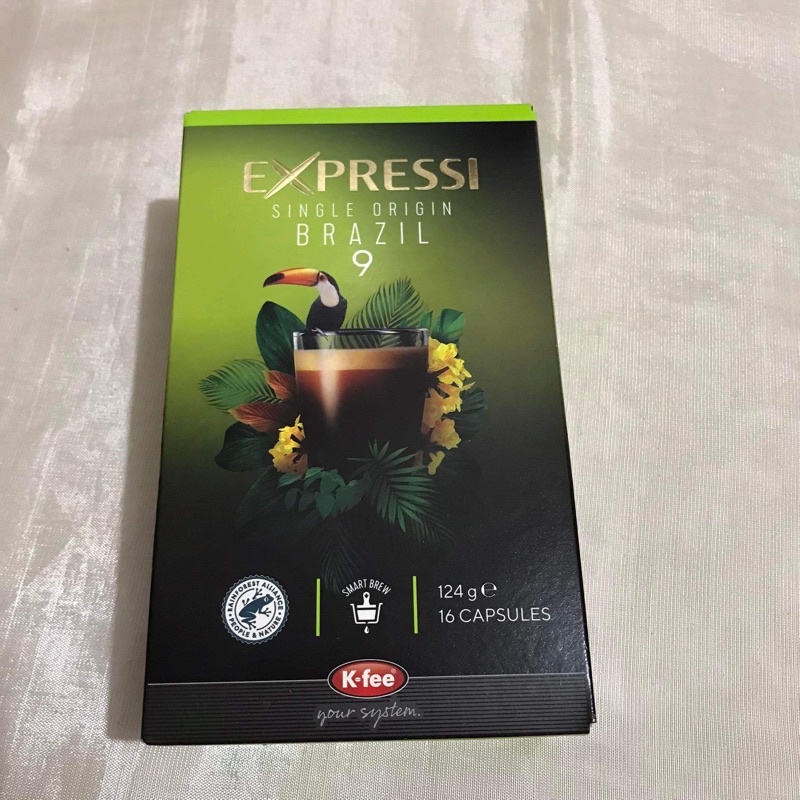 EXPRESSI
SINGLE ORIGIN
BRAZIL
9
RAINFOREST ALLIANCE
PEOPLE & NATURE
SMART BREW
124 g ℮
16 CAPSULES
K-fee®
your system.